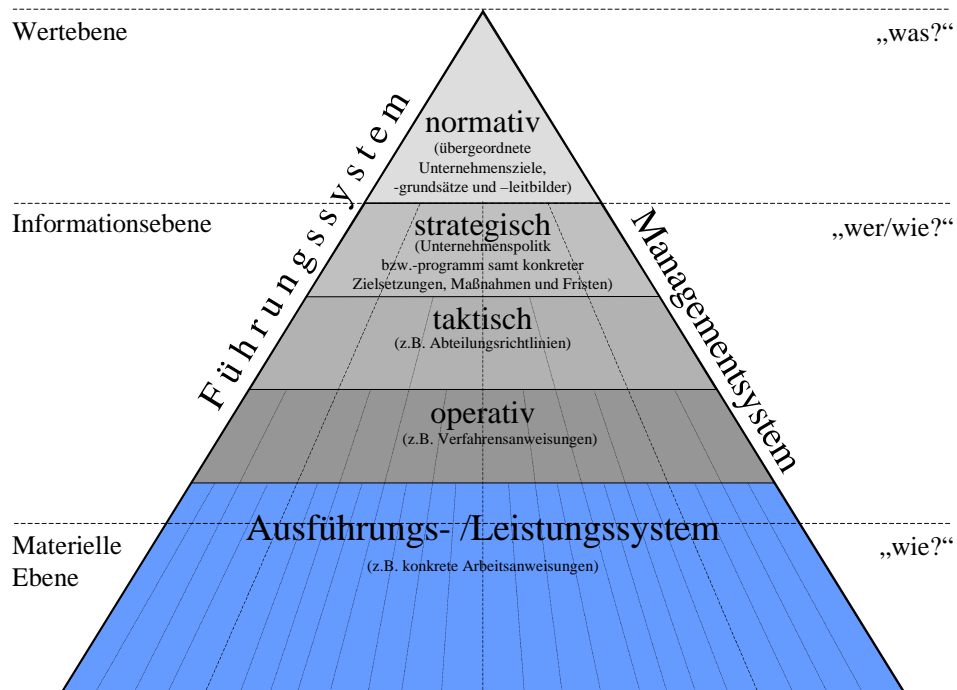 Wertebene
„was?“
Führungssystem
normativ
(übergeordnete
Unternehmensziele,
-grundsätze und –leitbilder)
Informationsebene
„wer/wie?“
Managementsystem
strategisch
(Unternehmenspolitk
bzw.-programm samt konkreter
Zielsetzungen, Maßnahmen und Fristen)
taktisch
(z.B. Abteilungsrichtlinien)
operativ
(z.B. Verfahrensanweisungen)
Ausführungs- /Leistungssystem
(z.B. konkrete Arbeitsanweisungen)
Materielle
Ebene
„wie?“